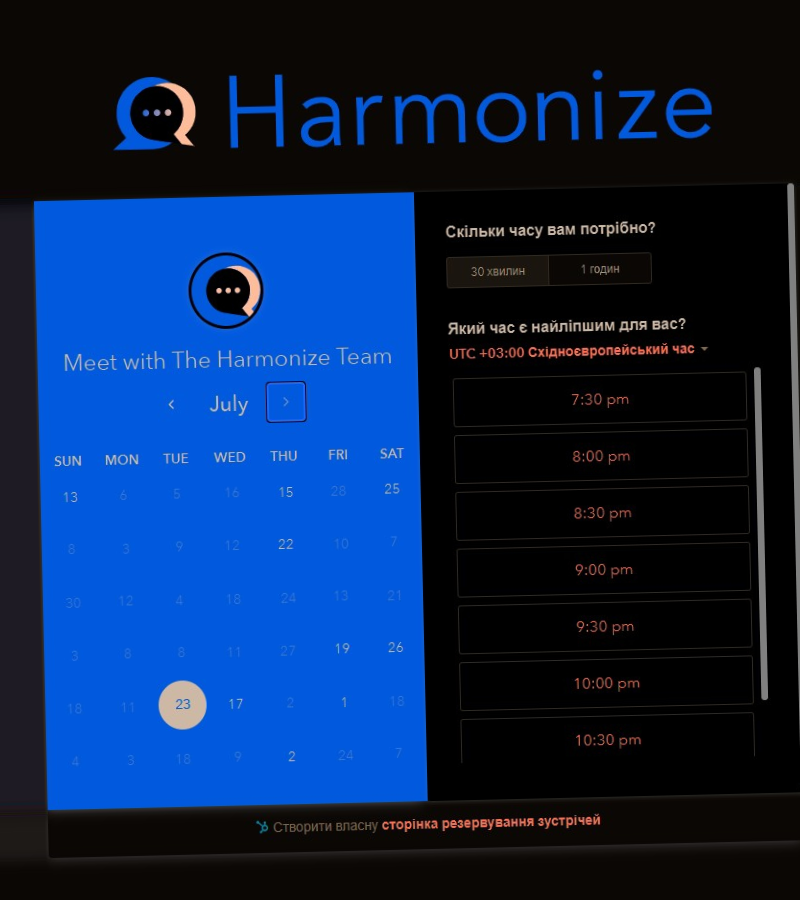 Harmonize
Meet with The Harmonize Team
July
SUN MON TUE WED THU FRI SAT
13 6 5 16 15 28 25
8 3 9 12 22 10 7
30 12 4 18 24 13 21
3 8 8 11 27 19 26
18 11 23 17 2 1 18
4 3 18 9 2 24 7
Скільки часу вам потрібно?
30 хвилин 1 годин
Який час є найліпшим для вас?
UTC +03:00 Східноєвропейський час
7:30 pm
8:00 pm
8:30 pm
9:00 pm
9:30 pm
10:00 pm
10:30 pm
Створити власну сторінка резервування зустрічей